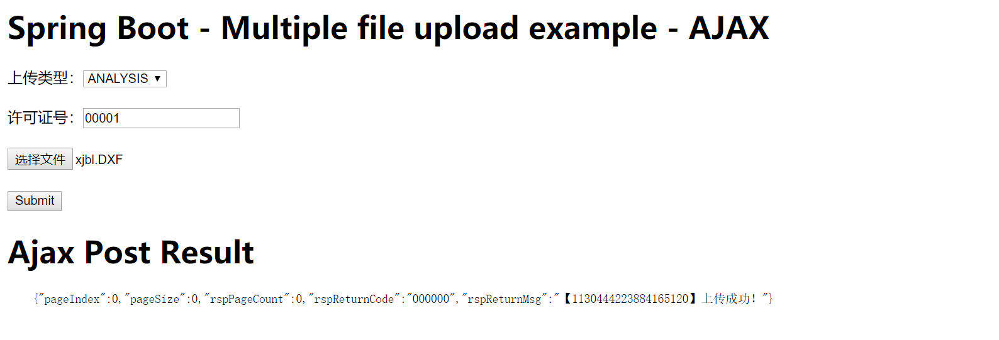 Spring Boot - Multiple file upload example - AJAX
上传类型： ANALYSIS
许可证号： 00001
选择文件 xjbl.DXF
Submit
Ajax Post Result
{"pageIndex":0,"pageSize":0,"rspPageCount":0,"rspReturnCode":"000000","rspReturnMsg":"【1130444223884165120】上传成功！"}